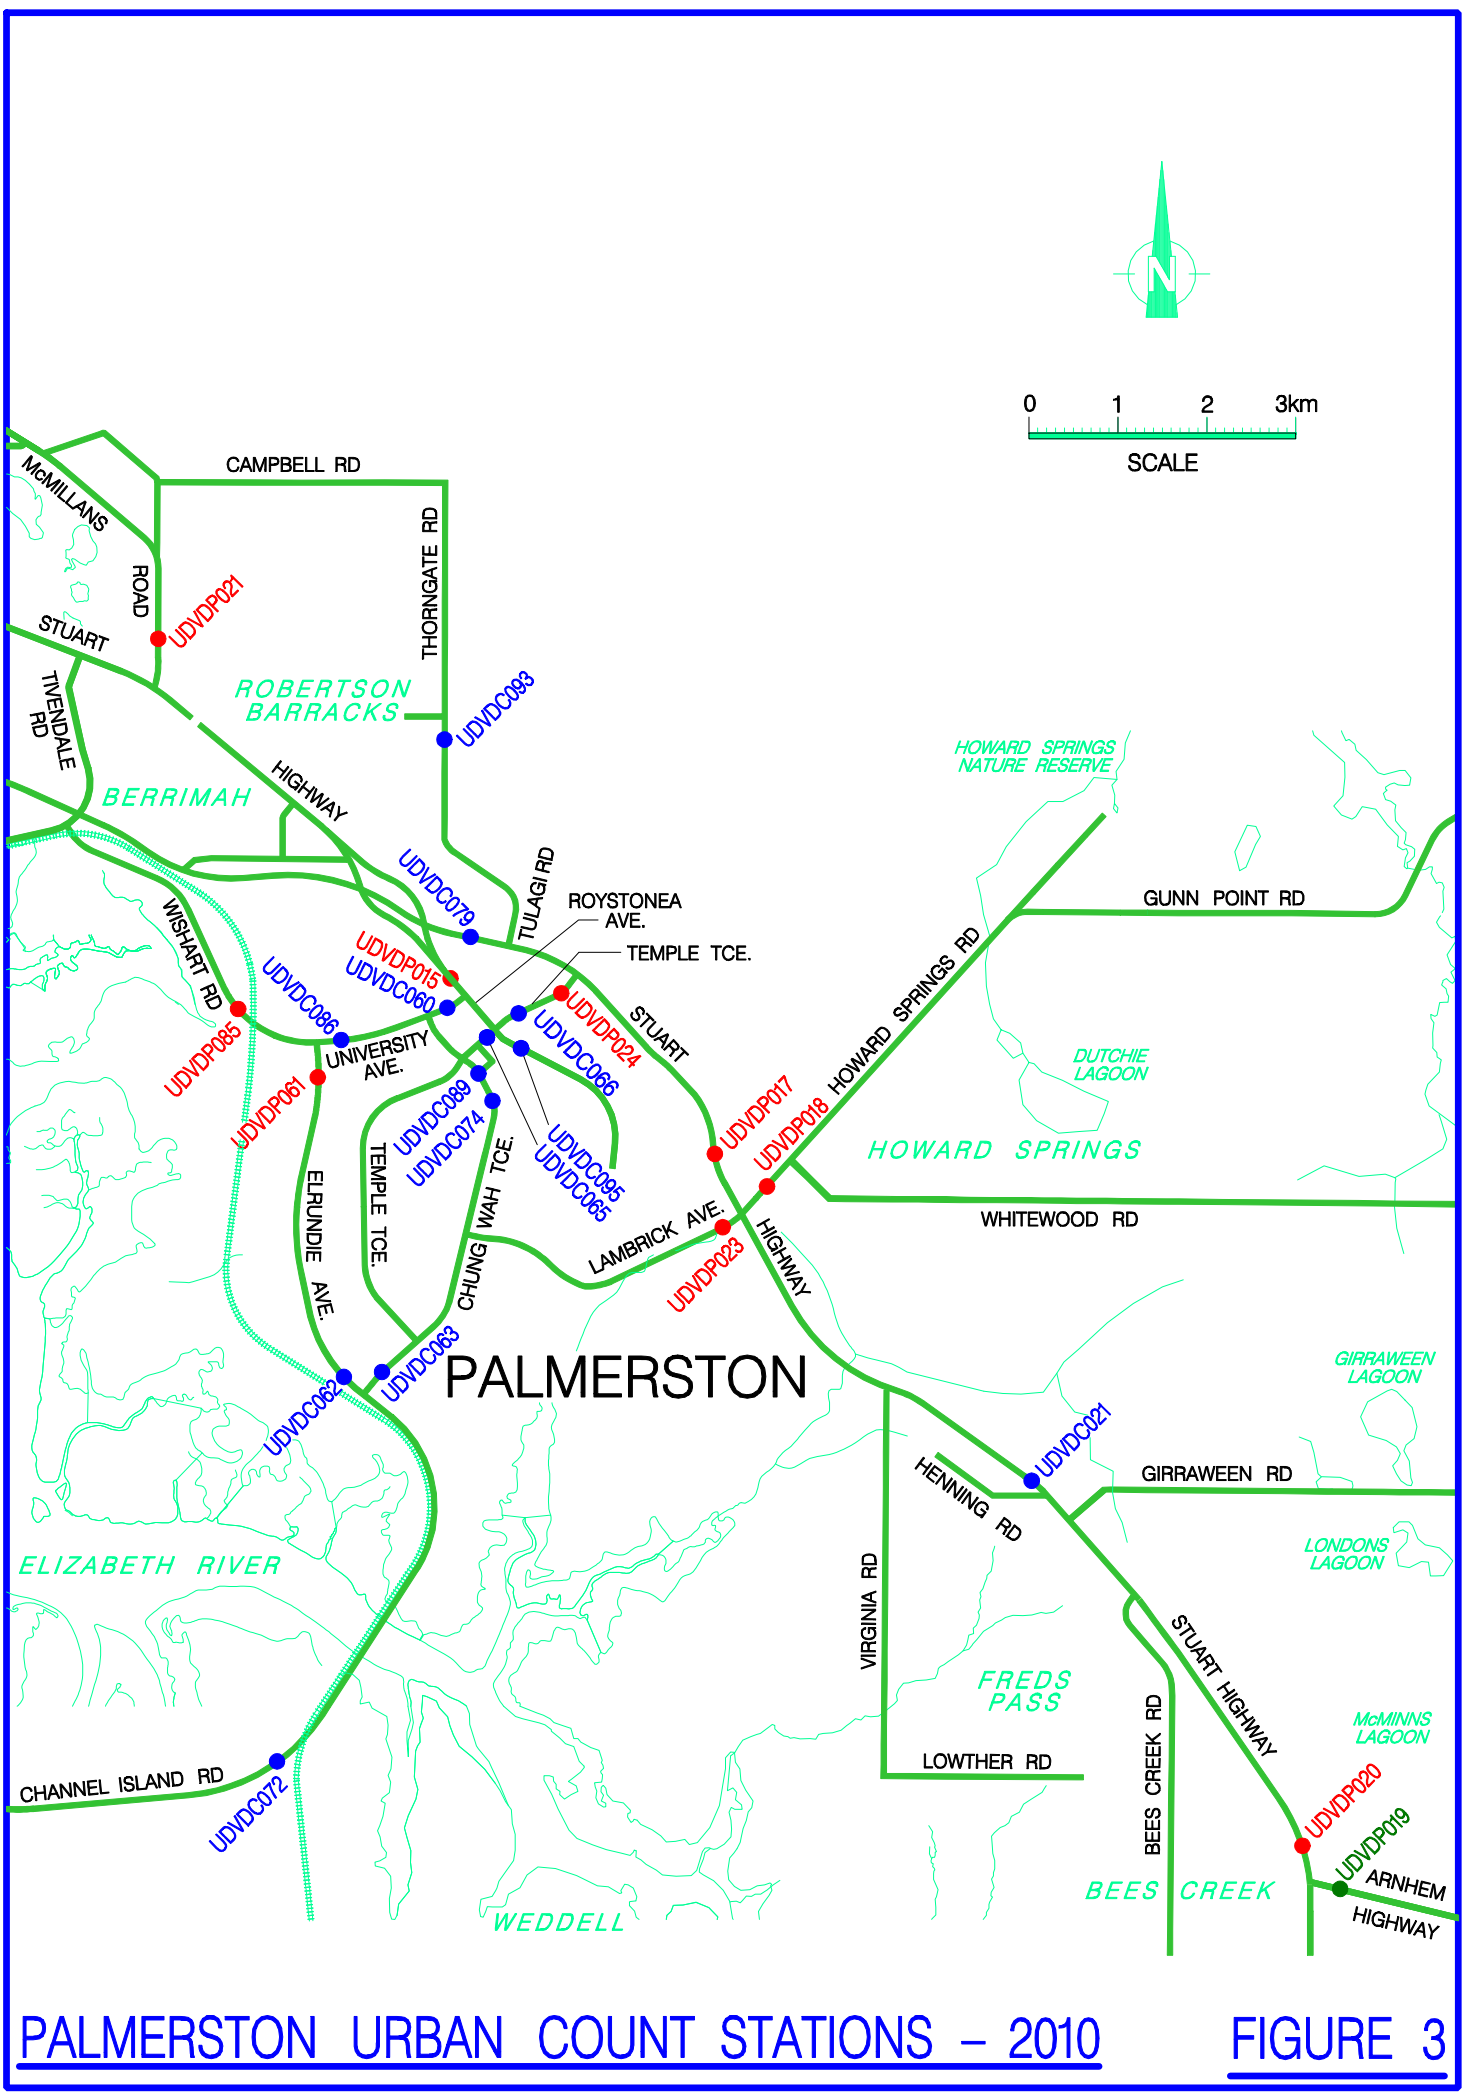 N
0 1 2 3km
SCALE
CAMPBELL RD
McMILLANS
ROAD
THORNGATE RD
UDVDP021
STUART
TIVENDALE
RD
ROBERTSON
BARRACKS
UDVDC093
HOWARD SPRINGS
NATURE RESERVE
BERRIMAH
HIGHWAY
UDVDC079
TULAGI RD
ROYSTONEA
AVE.
TEMPLE TCE.
GUNN POINT RD
WISHART RD
UDVDP015
UDVDC060
UDVDC086
UDVDP085
UNIVERSITY
AVE.
UDVDP024
UDVDC066
STUART
HOWARD SPRINGS RD
DUTCHIE
LAGOON
UDVDP061
UDVDC089
UDVDC074
UDVDC095
UDVDC065
UDVDP017
UDVDP018
HOWARD SPRINGS
ELRUNDIE AVE.
TEMPLE TCE.
CHUNG WAH TCE.
LAMBRICK AVE.
UDVDP023
HIGHWAY
WHITEWOOD RD
UDVDC063
UDVDC062
PALMERSTON
GIRRAWEEN
LAGOON
UDVDC021
HENNING RD
GIRRAWEEN RD
ELIZABETH RIVER
LONDONS
LAGOON
VIRGINIA RD
FREDS
PASS
STUART HIGHWAY
BEES CREEK RD
McMINNS
LAGOON
LOWTHER RD
CHANNEL ISLAND RD
UDVDC072
UDVDP020
UDVDP019
ARNHEM
HIGHWAY
BEES CREEK
WEDDELL
PALMERSTON URBAN COUNT STATIONS - 2010
FIGURE 3